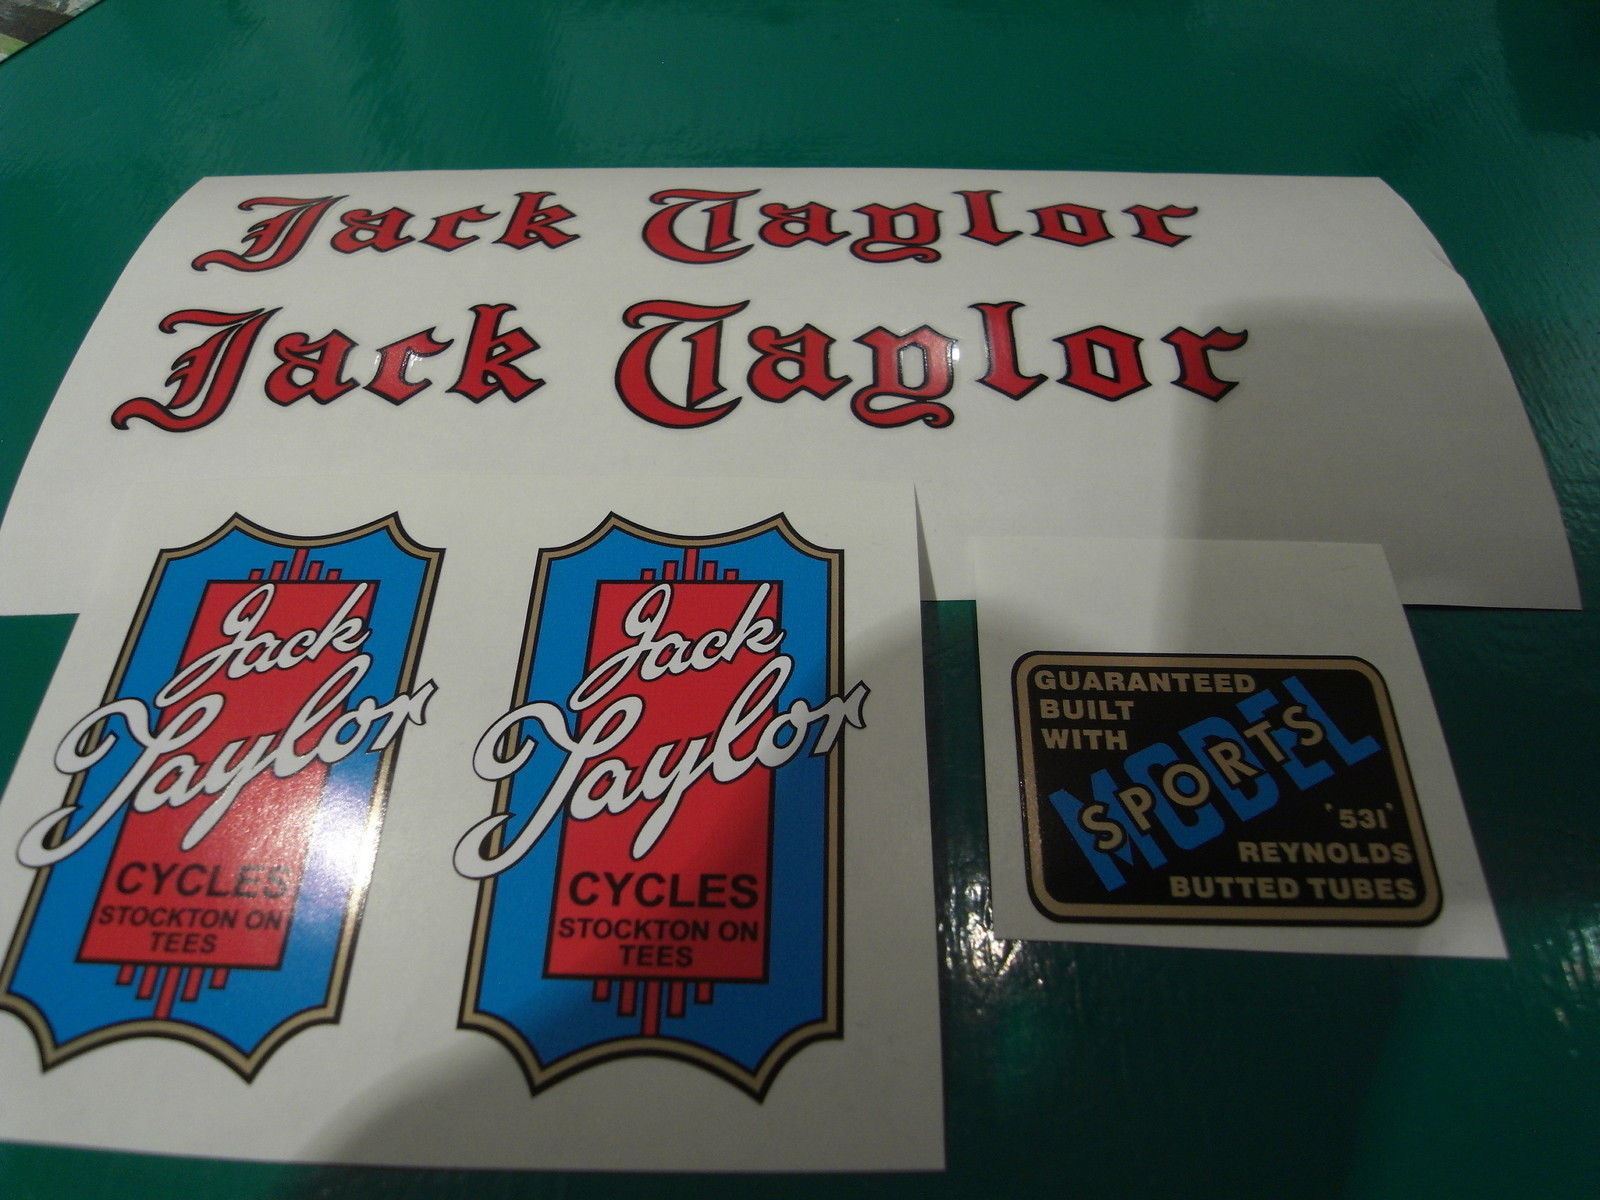 Jack Taylor
Jack Taylor
Jack
Taylor
CYCLES
STOCKTON ON
TEES
Jack
Taylor
CYCLES
STOCKTON ON
TEES
GUARANTEED
BUILT
WITH
MODEL
SPORTS
'531'
REYNOLDS
BUTTED TUBES